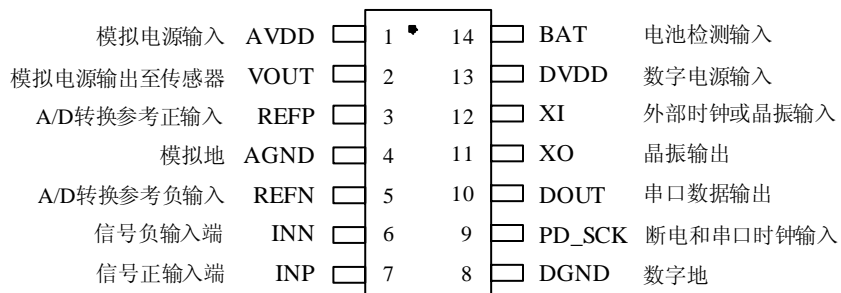 模拟电源输入 AVDD 1 14 BAT 电池检测输入
模拟电源输出至传感器 VOUT 2 13 DVDD 数字电源输入
A/D转换参考正输入 REFP 3 12 XI 外部时钟或晶振输入
模拟地 AGND 4 11 XO 晶振输出
A/D转换参考负输入 REFN 5 10 DOUT 串口数据输出
信号负输入端 INN 6 9 PD_SCK 断电和串口时钟输入
信号正输入端 INP 7 8 DGND 数字地